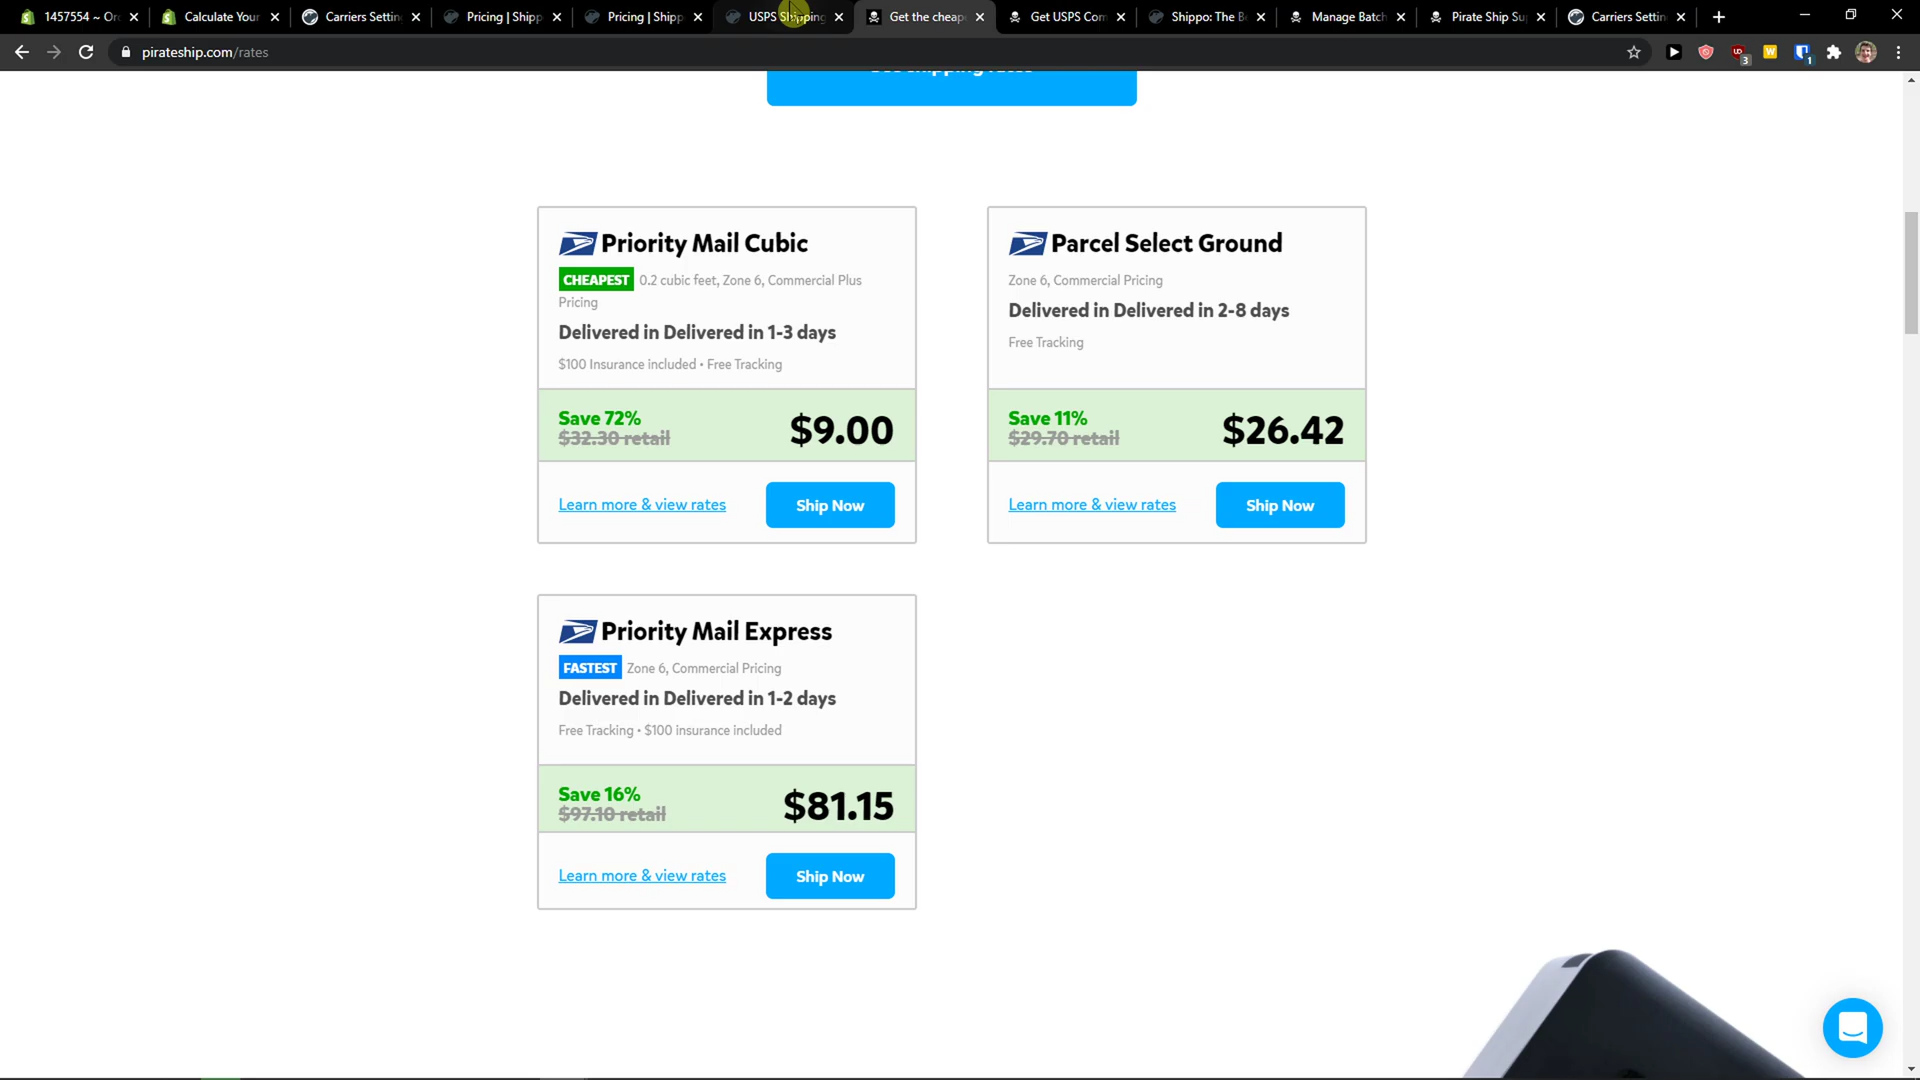 1457554 ~ Or
Calculate Your
Carriers Settin
Pricing | Shipp
Pricing | Shipp
USPS Shipping
Get the cheap
Get USPS Com
Shippo: The B
Manage Batch
Pirate Ship Su
Carriers Settin
pirateship.com/rates
3
1
Priority Mail Cubic
CHEAPEST 0.2 cubic feet, Zone 6, Commercial Plus
Pricing
Delivered in Delivered in 1-3 days
$100 Insurance included • Free Tracking
Save 72%
$32.30 retail
$9.00
Learn more & view rates
Ship Now
Parcel Select Ground
Zone 6, Commercial Pricing
Delivered in Delivered in 2-8 days
Free Tracking
Save 11%
$29.70 retail
$26.42
Learn more & view rates
Ship Now
Priority Mail Express
FASTEST Zone 6, Commercial Pricing
Delivered in Delivered in 1-2 days
Free Tracking • $100 insurance included
Save 16%
$97.10 retail
$81.15
Learn more & view rates
Ship Now